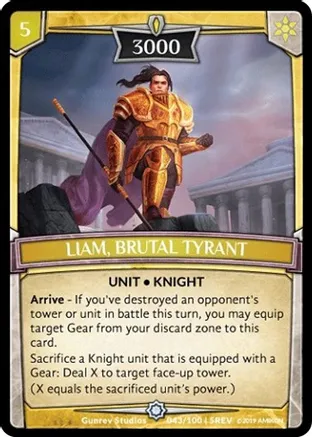 5
3000
LIAM, BRUTAL TYRANT
UNIT • KNIGHT
Arrive - If you've destroyed an opponent's
tower or unit in battle this turn, you may equip
target Gear from your discard zone to this
card.
Sacrifice a Knight unit that is equipped with a
Gear: Deal X to target face-up tower.
(X equals the sacrificed unit's power.)
Gunrev Studios 043/100 | SREV ©2019